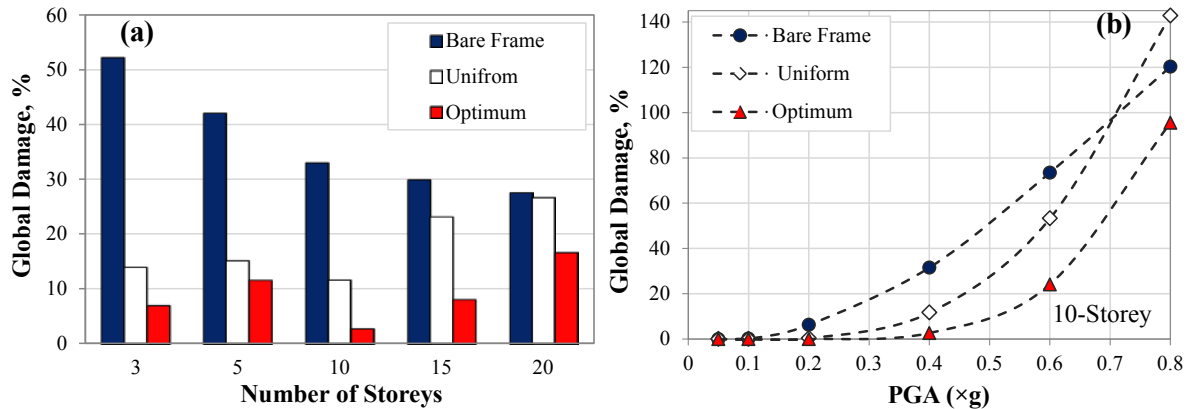 (a)
Bare Frame
Unifrom
Optimum
Global Damage, %
60
50
40
30
20
10
0
3 5 10 15 20
Number of Storeys
(b)
Bare Frame
Uniform
Optimum
Global Damage, %
140
120
100
80
60
40
20
0
10-Storey
0 0.1 0.2 0.3 0.4 0.5 0.6 0.7 0.8
PGA (×g)